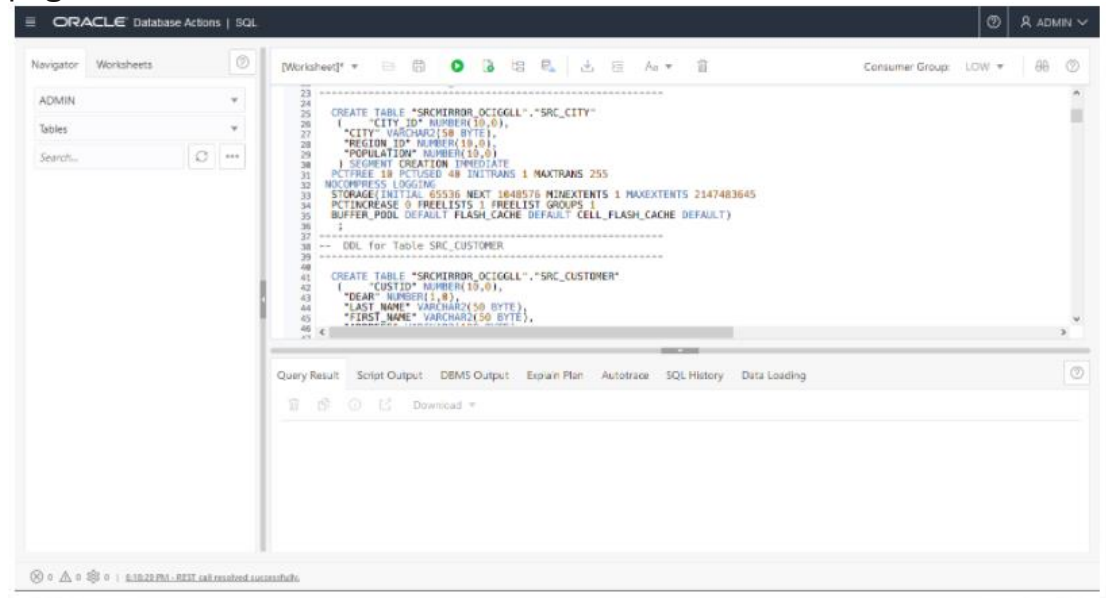 ORACLE Database Actions | SQL
ADMIN
Navigator Worksheets
[Worksheet]*
Aa
Consumer Group: LOW
ADMIN
Tables
Search...
23 ----------------------------------------------------------
24
25 CREATE TABLE "SRCMIRROR_OCIGGLL"."SRC_CITY"
26 ( "CITY_ID" NUMBER(10,0),
27 "CITY" VARCHAR2(50 BYTE),
28 "REGION_ID" NUMBER(10,0),
29 "POPULATION" NUMBER(10,0)
30 ) SEGMENT CREATION IMMEDIATE
31 PCTFREE 10 PCTUSED 40 INITRANS 1 MAXTRANS 255
32 NOCOMPRESS LOGGING
33 STORAGE(INITIAL 65536 NEXT 1048576 MINEXTENTS 1 MAXEXTENTS 2147483645
34 PCTINCREASE 0 FREELISTS 1 FREELIST GROUPS 1
35 BUFFER_POOL DEFAULT FLASH_CACHE DEFAULT CELL_FLASH_CACHE DEFAULT)
36 ;
37 ----------------------------------------------------------
38 -- DDL for Table SRC_CUSTOMER
39 ----------------------------------------------------------
40
41 CREATE TABLE "SRCMIRROR_OCIGGLL"."SRC_CUSTOMER"
42 ( "CUSTID" NUMBER(10,0),
43 "DEAR" NUMBER(1,0),
44 "LAST_NAME" VARCHAR2(50 BYTE),
45 "FIRST_NAME" VARCHAR2(50 BYTE),
46
Query Result Script Output DBMS Output Explain Plan Autotrace SQL History Data Loading
Download
0 0 0 | 6:10:20 PM - REST call resolved successfully.